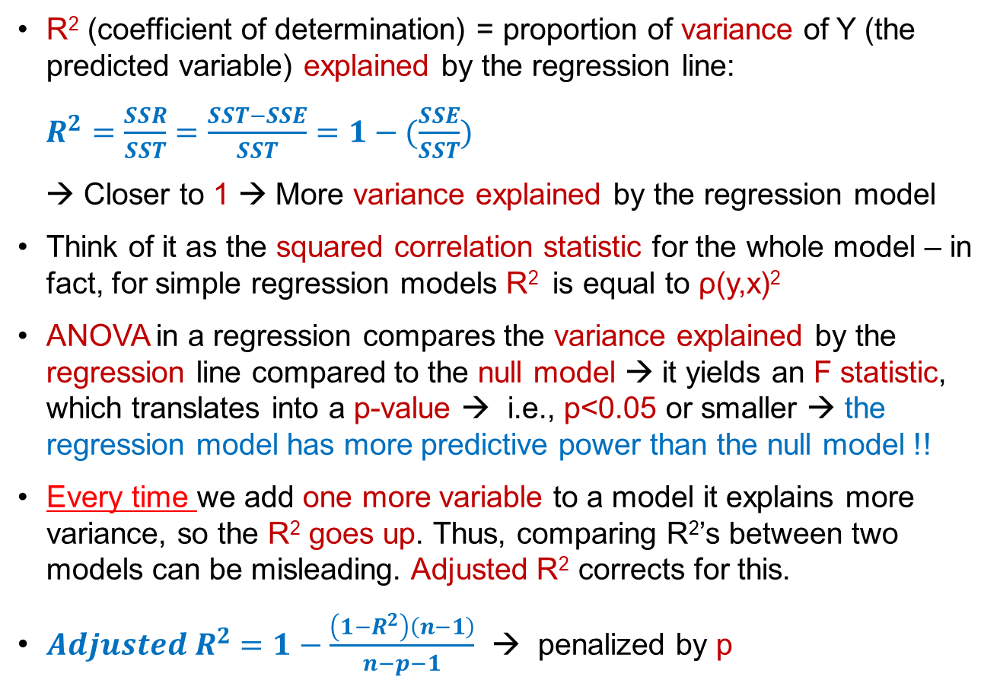 • R² (coefficient of determination) = proportion of variance of Y (the
predicted variable) explained by the regression line:
R² = SSR/SST = SST−SSE/SST = 1 − (SSE/SST)
→ Closer to 1 → More variance explained by the regression model
• Think of it as the squared correlation statistic for the whole model – in
fact, for simple regression models R² is equal to ρ(y,x)²
• ANOVA in a regression compares the variance explained by the
regression line compared to the null model → it yields an F statistic,
which translates into a p-value → i.e., p<0.05 or smaller → the
regression model has more predictive power than the null model !!
• Every time we add one more variable to a model it explains more
variance, so the R² goes up. Thus, comparing R²’s between two
models can be misleading. Adjusted R² corrects for this.
• Adjusted R² = 1 − (1−R²)(n−1)/n−p−1 → penalized by p